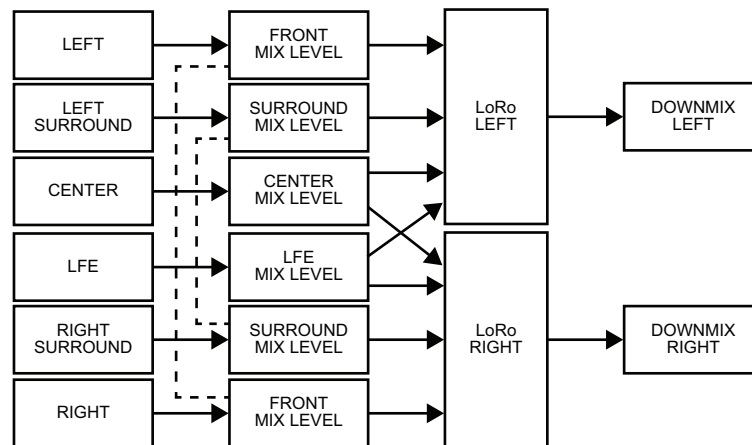 LEFT
FRONT
MIX LEVEL
LEFT
SURROUND
SURROUND
MIX LEVEL
CENTER
CENTER
MIX LEVEL
LFE
LFE
MIX LEVEL
RIGHT
SURROUND
SURROUND
MIX LEVEL
RIGHT
FRONT
MIX LEVEL
LoRo
LEFT
LoRo
RIGHT
DOWNMIX
LEFT
DOWNMIX
RIGHT